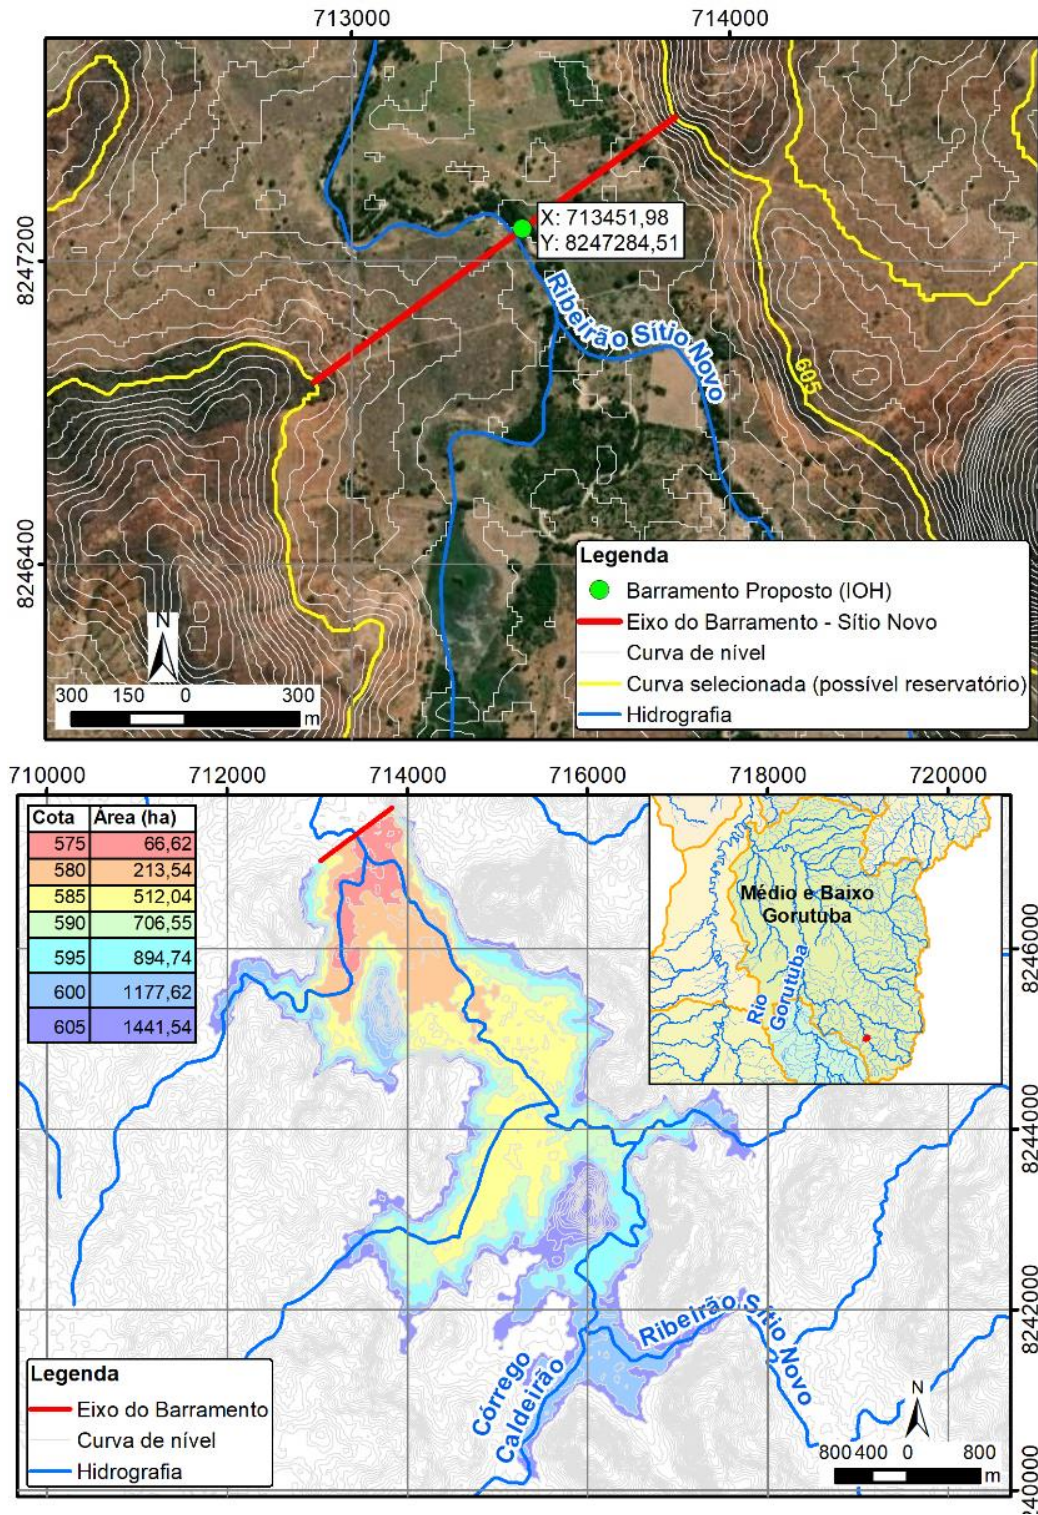 713000 714000
8247200
8246400
X: 713451,98
Y: 8247284,51
Ribeirão Sítio Novo
605
N
300 150 0 300
m
Legenda
Barramento Proposto (IOH)
Eixo do Barramento - Sítio Novo
Curva de nível
Curva selecionada (possível reservatório)
Hidrografia
710000 712000 714000 716000 718000 720000
Cota Área (ha)
575 66,62
580 213,54
585 512,04
590 706,55
595 894,74
600 1177,62
605 1441,54
Médio e Baixo
Gorutuba
Rio
Gorutuba
8246000
8244000
8242000
8240000
Ribeirão Sítio Novo
Córrego
Caldeirão
Legenda
Eixo do Barramento
Curva de nível
Hidrografia
N
800 400 0 800
m